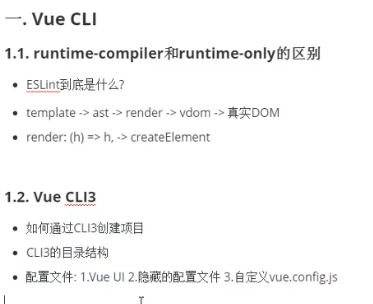 一. Vue CLI
1.1. runtime-compiler和runtime-only的区别
ESLint到底是什么?
template -> ast -> render -> vdom -> 真实DOM
render: (h) => h, -> createElement
1.2. Vue CLI3
如何通过CLI3创建项目
CLI3的目录结构
配置文件: 1.Vue UI 2.隐藏的配置文件 3.自定义vue.config.js